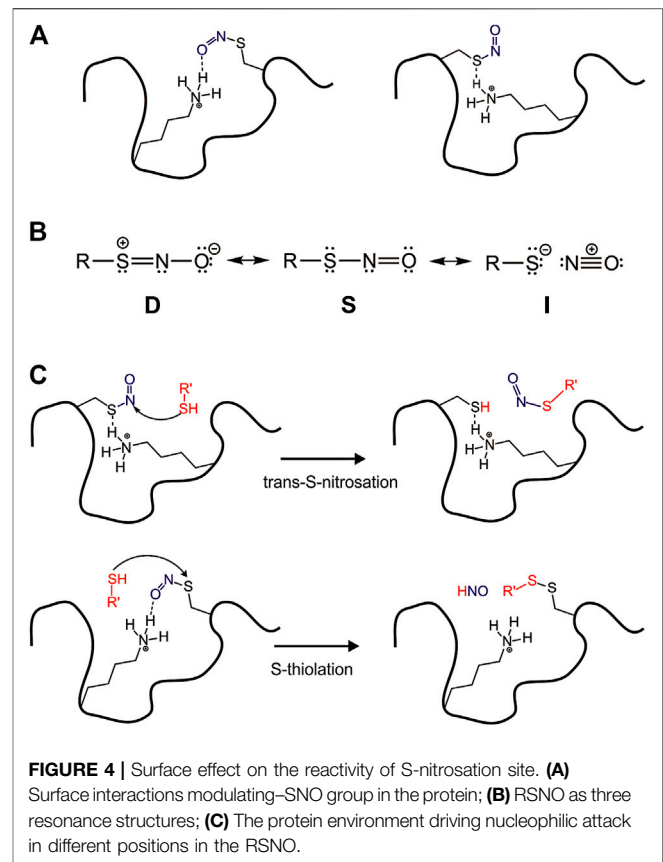 A
O
N
S
H
H
H
N
⊕
O
N
S
H
H
H
N
⊕
B
⊕ ⊖
R—S=N—O: ↔ R—S—N=O ↔ R—S: :N≡O:
D S I
C
O
N
S
R'
SH
H
H
H
N
⊕
trans-S-nitrosation
O
N
S
R'
SH
H
H
H
N
⊕
SH
R'
O
N
S
H
H
H
N
⊕
S-thiolation
HNO
R'
S
S
H
H
H
N
⊕
FIGURE 4 | Surface effect on the reactivity of S-nitrosation site. (A)
Surface interactions modulating–SNO group in the protein; (B) RSNO as three
resonance structures; (C) The protein environment driving nucleophilic attack
in different positions in the RSNO.